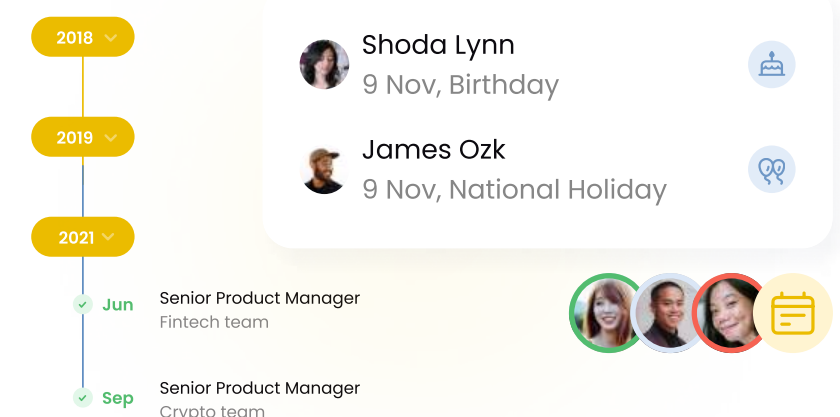 2018
Shoda Lynn
9 Nov, Birthday
2019
James Ozk
9 Nov, National Holiday
2021
Jun
Senior Product Manager
Fintech team
Sep
Senior Product Manager
Crypto team